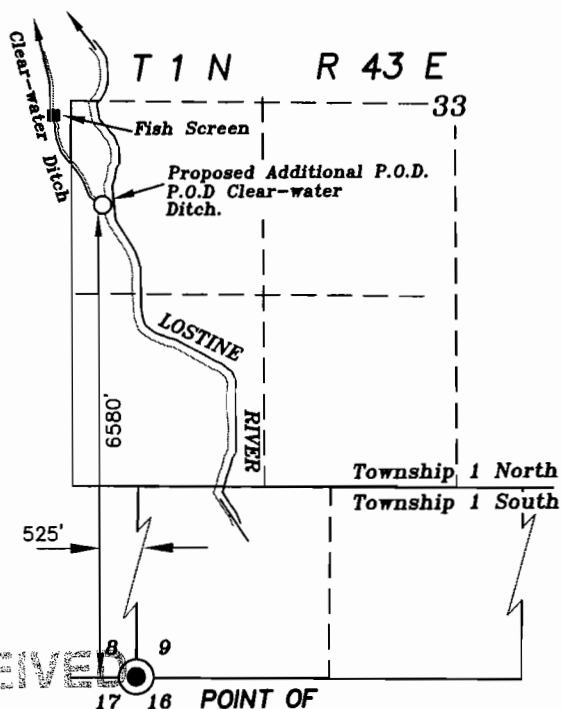 T 1 N R 43 E
33
Clear-water Ditch
Fish Screen
Proposed Additional P.O.D.
P.O.D Clear-water
Ditch.
LOSTINE
RIVER
6580'
Township 1 North
Township 1 South
525'
8 9
17 16
POINT OF